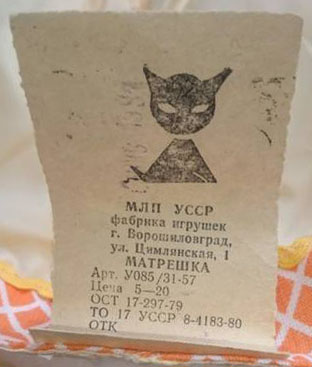 МЛП УССР
фабрика игрушек
г. Ворошиловград,
ул. Цимлянская, 1
МАТРЕШКА
Арт. У085/31-57
Цена 5—20
ОСТ 17-297-79
ТО 17 УССР 8-4183-80
ОТК